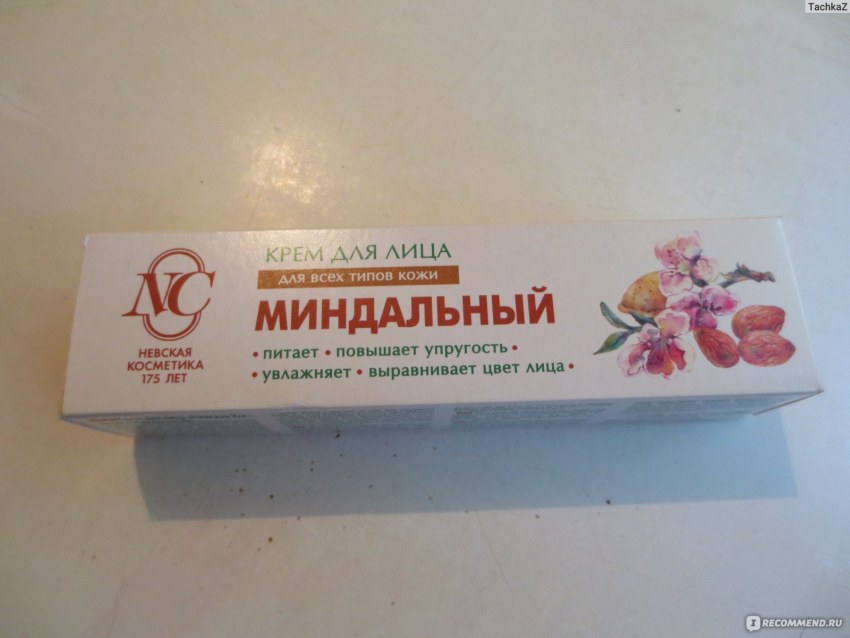 TachkaZ
NC
НЕВСКАЯ
КОСМЕТИКА
175 ЛЕТ
КРЕМ ДЛЯ ЛИЦА
ДЛЯ ВСЕХ ТИПОВ КОЖИ
МИНДАЛЬНЫЙ
• питает • повышает упругость •
• увлажняет • выравнивает цвет лица •
IRECOMMEND.RU